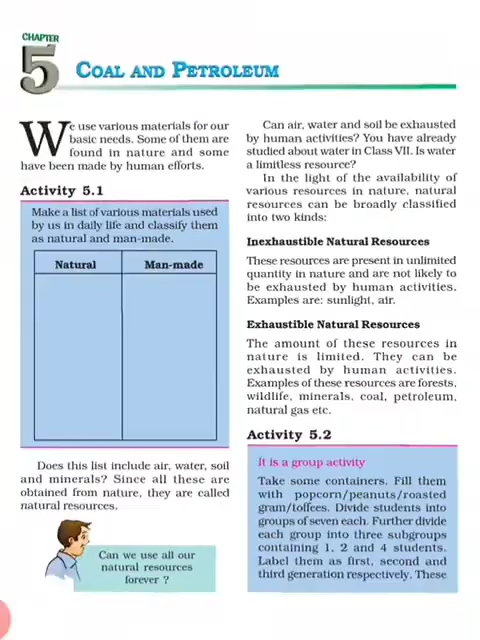 CHAPTER
5
COAL AND PETROLEUM
We use various materials for our
basic needs. Some of them are
found in nature and some
have been made by human efforts.
Activity 5.1
Make a list of various materials used
by us in daily life and classify them
as natural and man-made.
Natural
Man-made
Does this list include air, water, soil
and minerals? Since all these are
obtained from nature, they are called
natural resources.
Can we use all our
natural resources
forever ?
Can air, water and soil be exhausted
by human activities? You have already
studied about water in Class VII. Is water
a limitless resource?
In the light of the availability of
various resources in nature, natural
resources can be broadly classified
into two kinds:
Inexhaustible Natural Resources
These resources are present in unlimited
quantity in nature and are not likely to
be exhausted by human activities.
Examples are: sunlight, air.
Exhaustible Natural Resources
The amount of these resources in
nature is limited. They can be
exhausted by human activities.
Examples of these resources are forests,
wildlife, minerals, coal, petroleum,
natural gas etc.
Activity 5.2
It is a group activity
Take some containers. Fill them
with popcorn/peanuts/roasted
gram/toffees. Divide students into
groups of seven each. Further divide
each group into three subgroups
containing 1, 2 and 4 students.
Label them as first, second and
third generation respectively. These